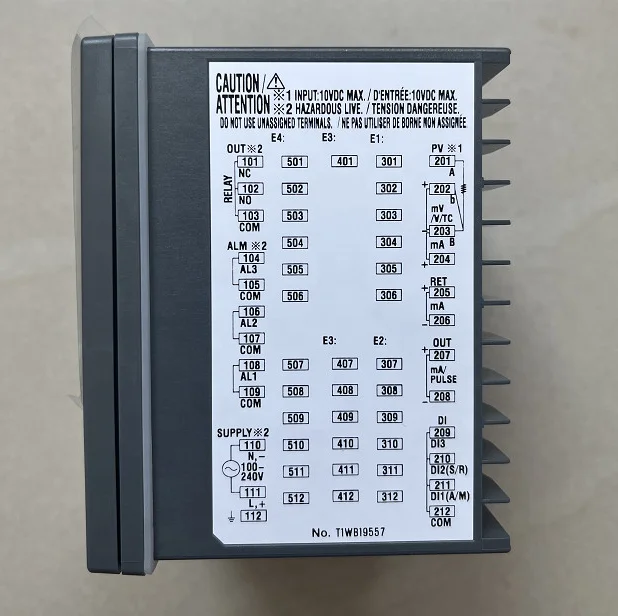 CAUTION/⚠
ATTENTION
※1 INPUT:10VDC MAX. / D'ENTRÉE:10VDC MAX.
※2 HAZARDOUS LIVE. / TENSION DANGEREUSE.
DO NOT USE UNASSIGNED TERMINALS. / NE PAS UTILISER DE BORNE NON ASSIGNÉE
E4: E3: E1:
OUT※2
RELAY
101
NC
102
NO
103
COM
ALM ※2
104
AL3
105
COM
106
AL2
107
COM
108
AL1
109
COM
SUPPLY※2
110
N,−
100−
240V
111
L,+
112
501
502
503
504
505
506
507
508
509
510
511
512
401
E3:
407
408
409
410
411
412
301
302
303
304
305
306
E2:
307
308
309
310
311
312
PV ※1
201
A
+ 202
b
mV
/V/TC
− 203
mA B
204
+
RET
+ 205
mA
− 206
OUT
+ 207
mA/
PULSE
− 208
DI
209
DI3
210
DI2(S/R)
211
DI1(A/M)
212
COM
No. T1WB19557